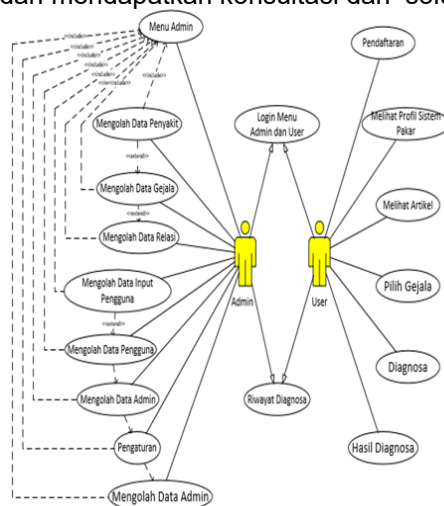 dan mendapatkan konsultasi dan
Menu Admin
Pendaftaran
Mengolah Data Penyakit
Login Menu
Admin dan User
Melihat Profil Sistem
Pakar
<<extend>>
Mengolah Data Gejala
<<extend>>
Melihat Artikel
Mengolah Data Relasi
Mengolah Data Input
Pengguna
Admin
User
Pilih Gejala
<<extend>>
Mengolah Data Pengguna
Diagnosa
Mengolah Data Admin
Riwayat Diagnosa
Pengaturan
Hasil Diagnosa
Mengolah Data Admin